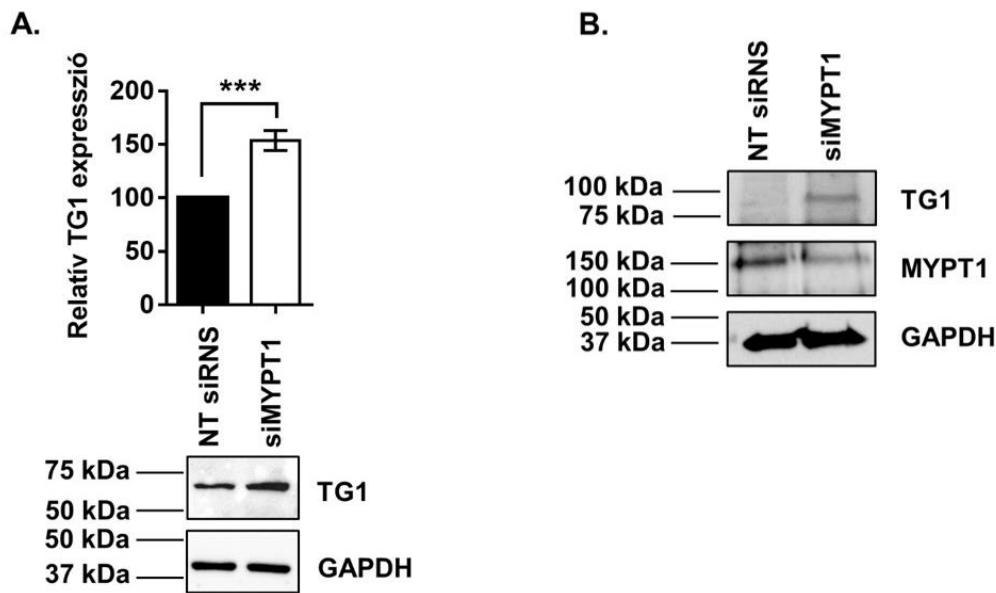 A.
Relatív TG1 expresszió
200
150
100
50
0
***
NT siRNS
siMYPT1
75 kDa
50 kDa
TG1
50 kDa
37 kDa
GAPDH
B.
NT siRNS
siMYPT1
100 kDa
75 kDa
TG1
150 kDa
100 kDa
MYPT1
50 kDa
37 kDa
GAPDH